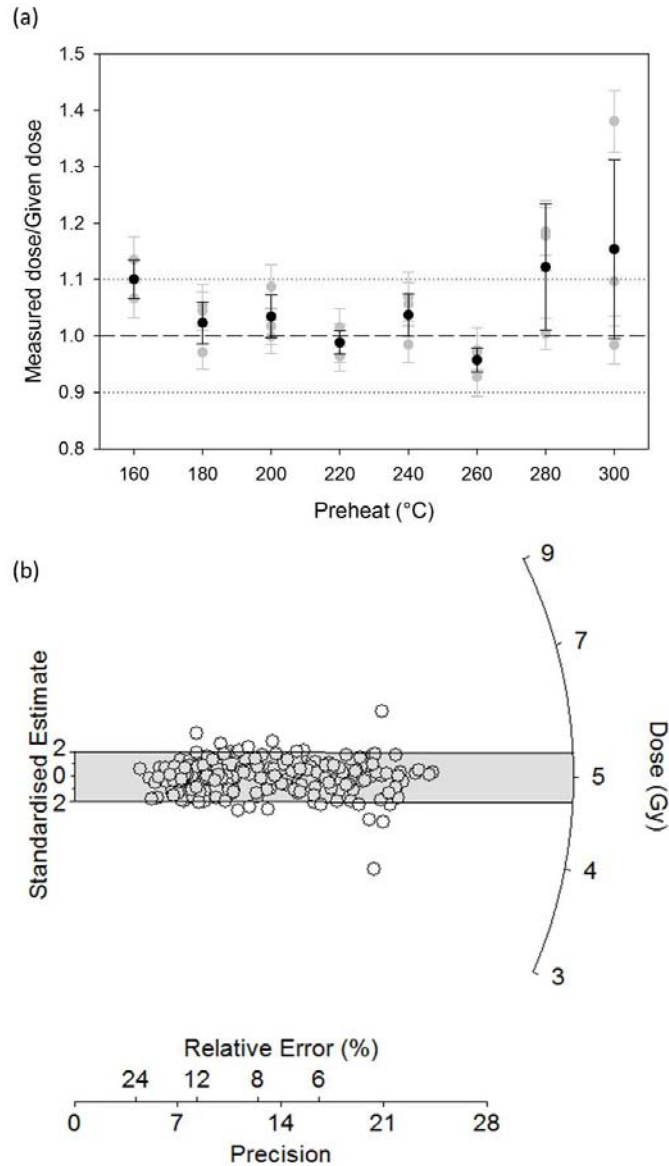 (a)
1.5
1.4
1.3
1.2
1.1
1.0
0.9
0.8
Measured dose/Given dose
160 180 200 220 240 260 280 300
Preheat (°C)
(b)
9
7
5
4
3
Dose (Gy)
Standardised Estimate
2
0
2
Relative Error (%)
24 12 8 6
0 7 14 21 28
Precision